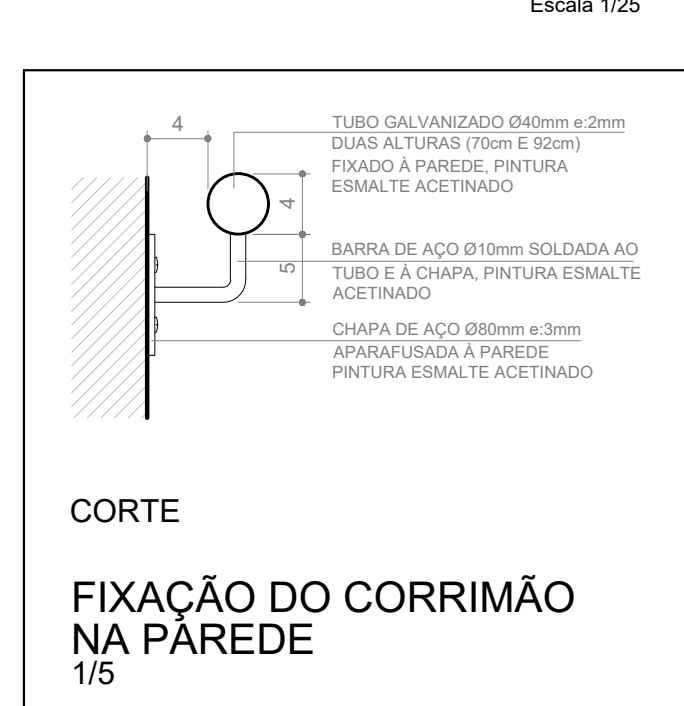 Escala 1/25
4
TUBO GALVANIZADO Ø40mm e:2mm
DUAS ALTURAS (70cm E 92cm)
FIXADO À PAREDE, PINTURA
ESMALTE ACETINADO
4
BARRA DE AÇO Ø10mm SOLDADA AO
TUBO E À CHAPA, PINTURA ESMALTE
ACETINADO
5
CHAPA DE AÇO Ø80mm e:3mm
APARAFUSADA À PAREDE
PINTURA ESMALTE ACETINADO
CORTE
FIXAÇÃO DO CORRIMÃO
NA PAREDE
1/5